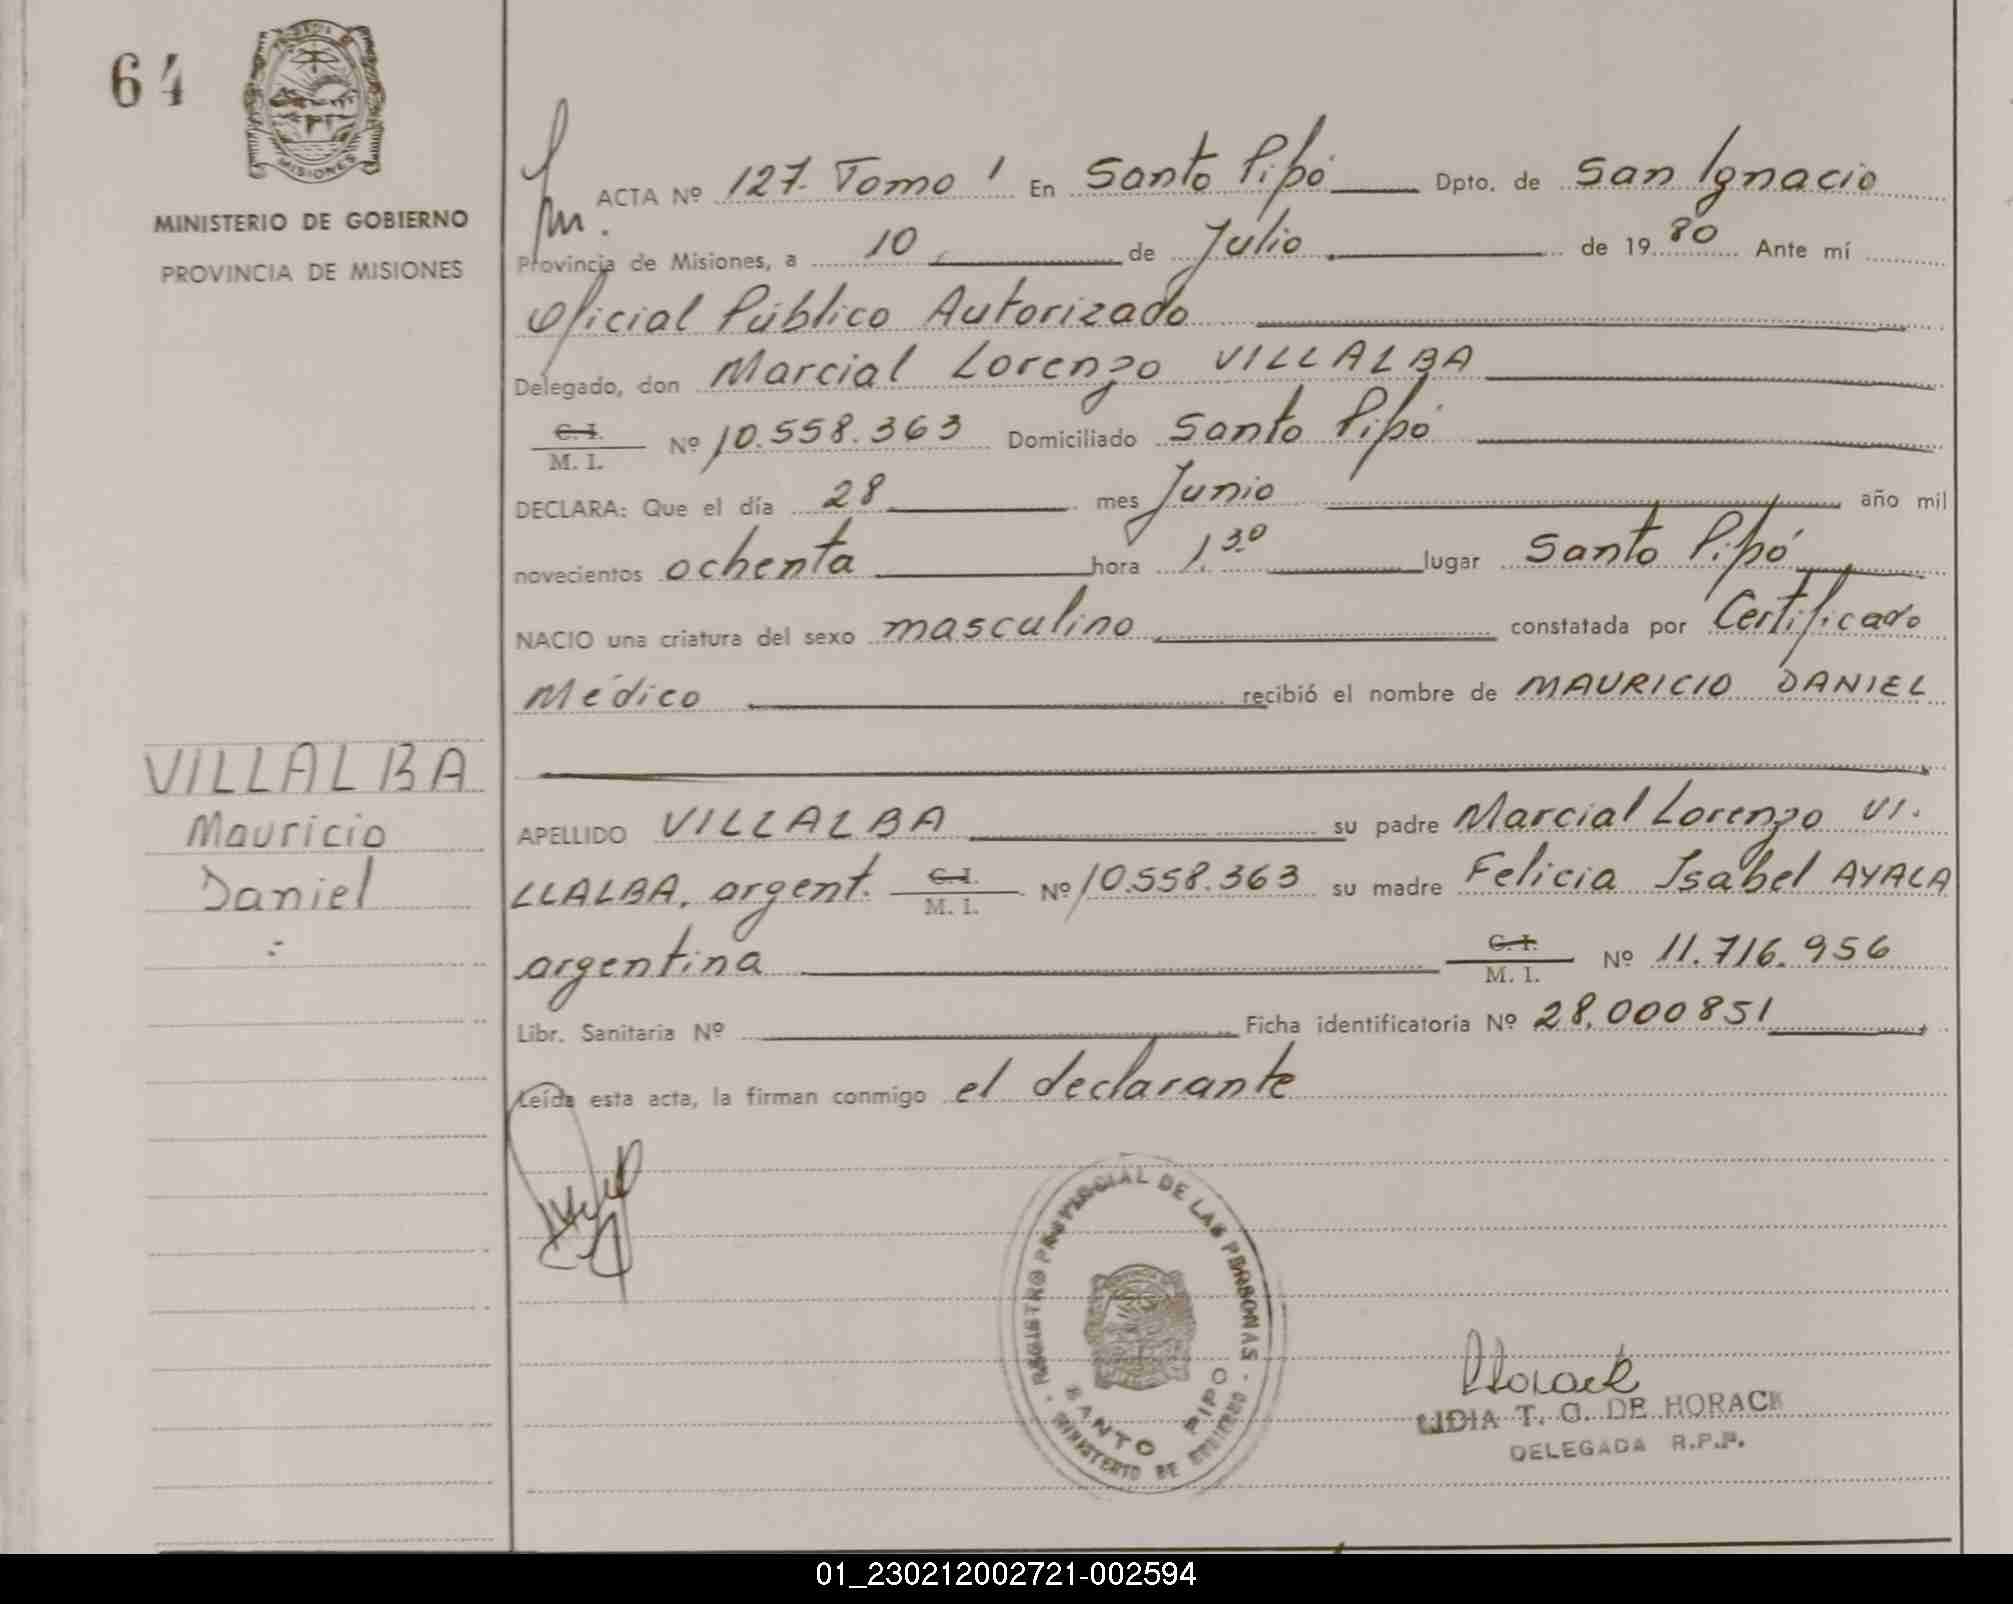 64
PROVINCIA
MISIONES
MINISTERIO DE GOBIERNO
PROVINCIA DE MISIONES
ACTA Nº 127. Tomo 1 En Santo Pipó Dpto. de San Ignacio
Provincia de Misiones, a 10 de Julio de 1980 Ante mí
Oficial Público Autorizado
Delegado, don Marcial Lorenzo VILLALBA
C. I.
M. I. Nº 10.558.363 Domiciliado Santo Pipó
DECLARA: Que el día 28 mes Junio año mil
novecientos ochenta hora 1.30 lugar Santo Pipó
NACIO una criatura del sexo masculino constatada por Certificado
Médico recibió el nombre de MAURICIO DANIEL
VILLALBA
Mauricio
Daniel
APELLIDO VILLALBA su padre Marcial Lorenzo VI-
LLALBA, argent. C. I.
M. I. Nº 10.558.363 su madre Felicia Isabel AYALA
argentina C. I.
M. I. Nº 11.716.956
Libr. Sanitaria Nº Ficha identificatoria Nº 28.000851
Leída esta acta, la firman conmigo el declarante
REGISTRO PROVINCIAL DE LAS PERSONAS
SANTO PIPO
MINISTERIO DE GOBIERNO
Horack
LIDIA T. G. DE HORACK
DELEGADA R.P.P.
01_230212002721-002594